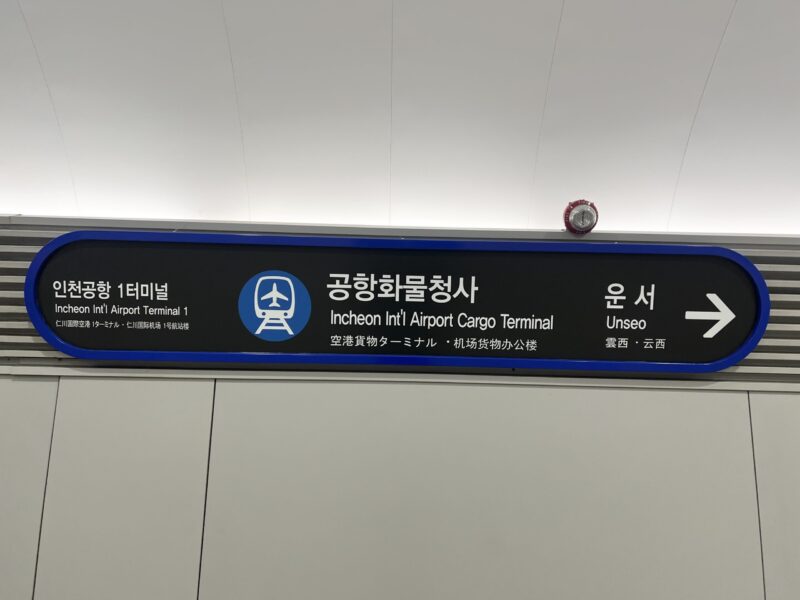 인천공항 1터미널
Incheon Int'l Airport Terminal 1
仁川国際空港 1ターミナル・仁川国际机场 1号航站楼
공항화물청사
Incheon Int'l Airport Cargo Terminal
空港貨物ターミナル ・机场货物办公楼
운 서
Unseo
雲西・云西